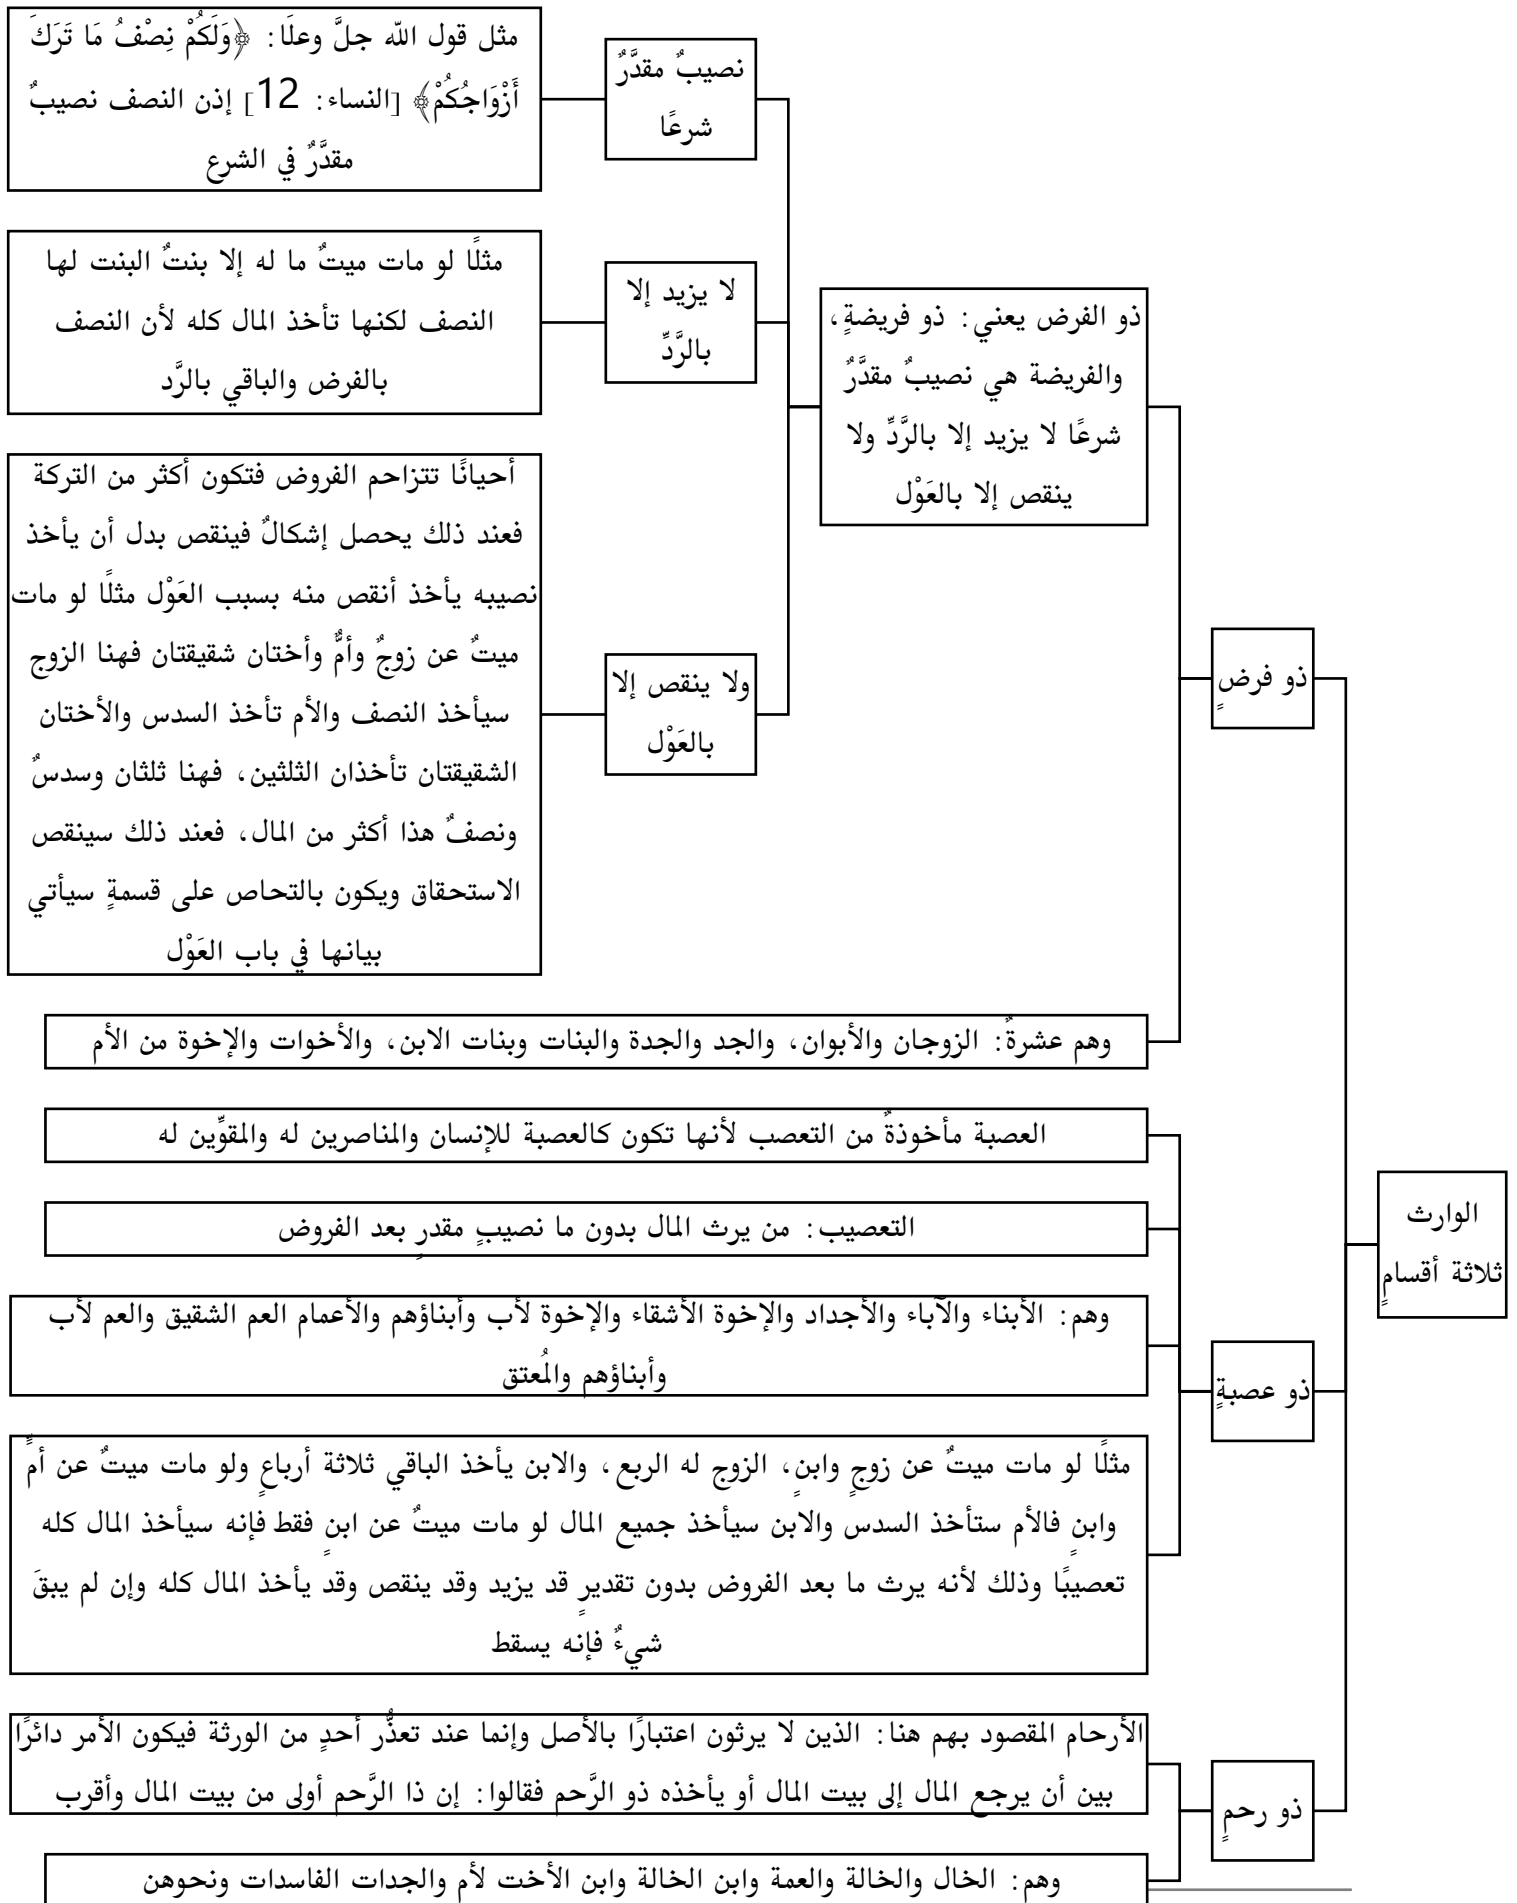 الوارث
ثلاثة أقسامٍ
ذو فرضٍ
ذو الفرض يعني: ذو فريضةٍ،
والفريضة هي نصيبٌ مقدَّرٌ
شرعًا لا يزيد إلا بالرَّدِّ ولا
ينقص إلا بالعَوْل
نصيبٌ مقدَّرٌ
شرعًا
مثل قول الله جلَّ وعلَا: ﴿وَلَكُمْ نِصْفُ مَا تَرَكَ
أَزْوَاجُكُمْ﴾ [النساء: 12] إذن النصف نصيبٌ
مقدَّرٌ في الشرع
لا يزيد إلا
بالرَّدِّ
مثلًا لو مات ميتٌ ما له إلا بنتٌ البنت لها
النصف لكنها تأخذ المال كله لأن النصف
بالفرض والباقي بالرَّد
ولا ينقص إلا
بالعَوْل
أحيانًا تتزاحم الفروض فتكون أكثر من التركة
فعند ذلك يحصل إشكالٌ فينقص بدل أن يأخذ
نصيبه يأخذ أنقص منه بسبب العَوْل مثلًا لو مات
ميتٌ عن زوجٌ وأمٌّ وأختان شقيقتان فهنا الزوج
سيأخذ النصف والأم تأخذ السدس والأختان
الشقيقتان تأخذان الثلثين، فهنا ثلثان وسدسٌ
ونصفٌ هذا أكثر من المال، فعند ذلك سينقص
الاستحقاق ويكون بالتحاص على قسمةٍ سيأتي
بيانها في باب العَوْل
وهم عشرةٌ: الزوجان والأبوان، والجد والجدة والبنات وبنات الابن، والأخوات والإخوة من الأم
ذو عصبةٍ
العصبة مأخوذةٌ من التعصب لأنها تكون كالعصبة للإنسان والمناصرين له والمقوِّين له
التعصيب: من يرث المال بدون ما نصيبٍ مقدرٍ بعد الفروض
وهم: الأبناء والآباء والأجداد والإخوة الأشقاء والإخوة لأب وأبناؤهم والأعمام العم الشقيق والعم لأب
وأبناؤهم والمُعتق
مثلًا لو مات ميتٌ عن زوجٍ وابنٍ، الزوج له الربع، والابن يأخذ الباقي ثلاثة أرباعٍ ولو مات ميتٌ عن أمٍّ
وابنٍ فالأم ستأخذ السدس والابن سيأخذ جميع المال لو مات ميتٌ عن ابنٍ فقط فإنه سيأخذ المال كله
تعصيبًا وذلك لأنه يرث ما بعد الفروض بدون تقديرٍ قد يزيد وقد ينقص وقد يأخذ المال كله وإن لم يبقَ
شيءٌ فإنه يسقط
ذو رحمٍ
الأرحام المقصود بهم هنا: الذين لا يرثون اعتبارًا بالأصل وإنما عند تعذُّر أحدٍ من الورثة فيكون الأمر دائرًا
بين أن يرجع المال إلى بيت المال أو يأخذه ذو الرَّحم فقالوا: إن ذا الرَّحم أولى من بيت المال وأقرب
وهم: الخال والخالة والعمة وابن الخالة وابن الأخت لأم والجدات الفاسدات ونحوهن